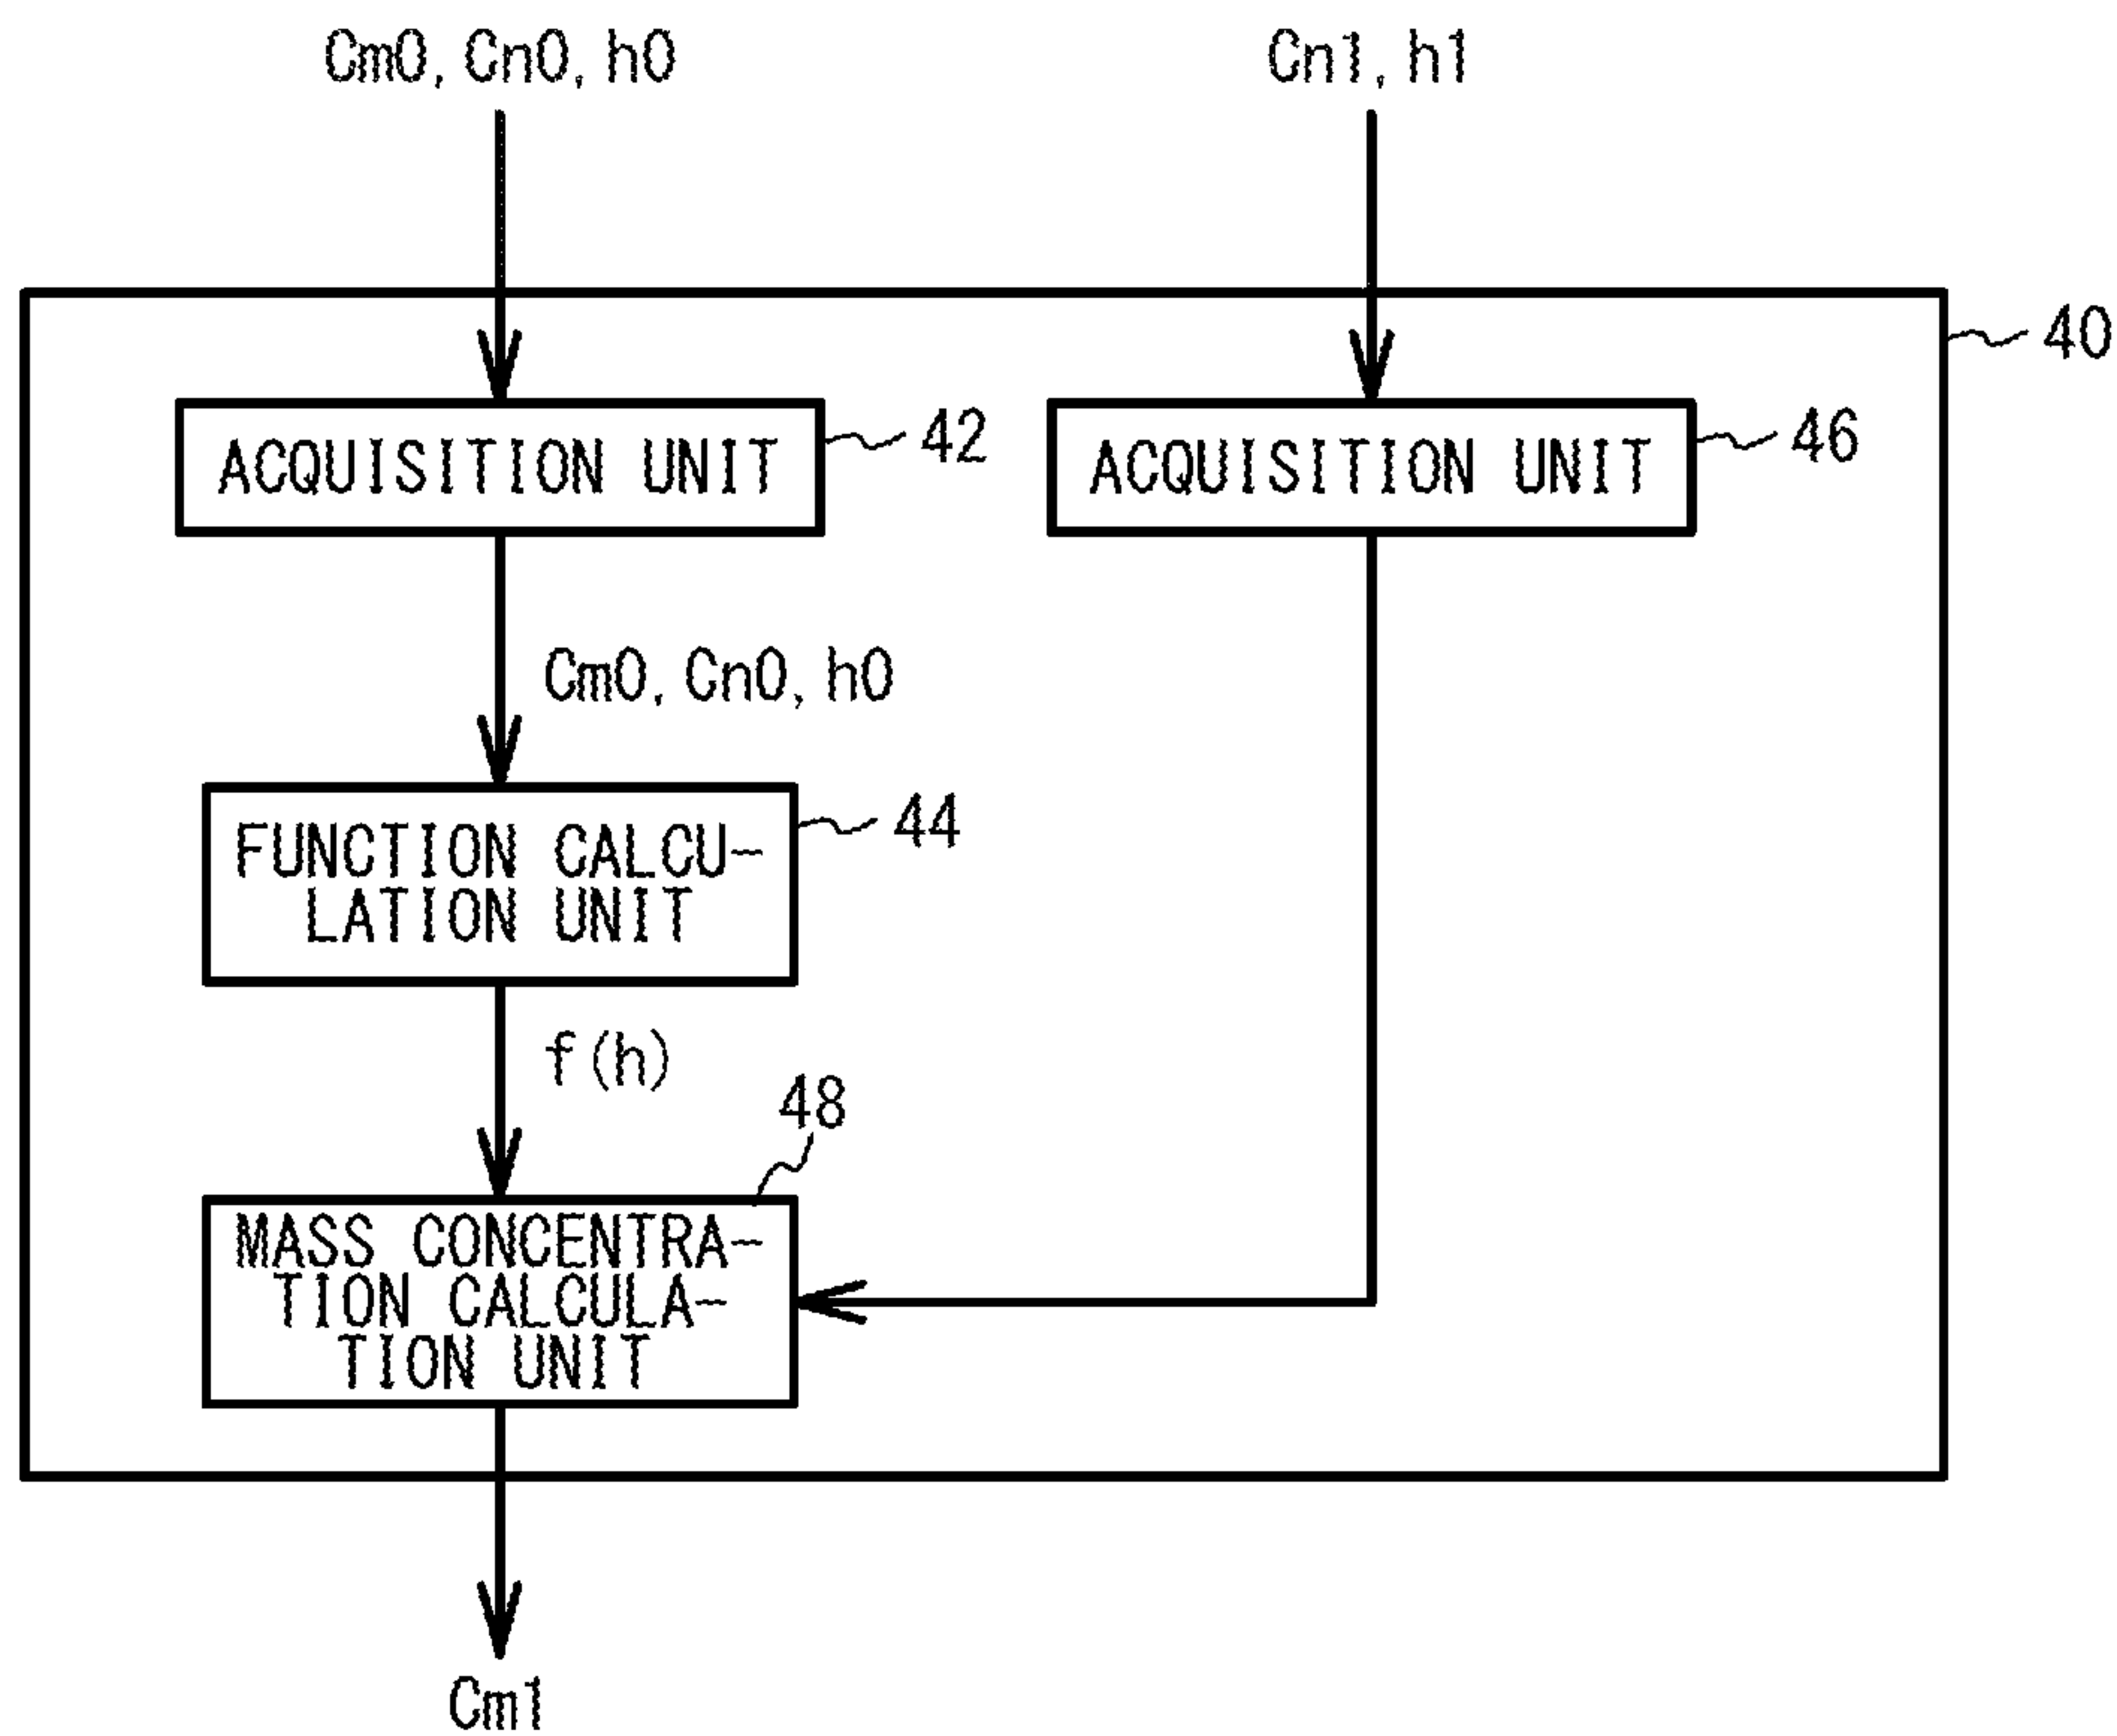 Cm0, Cn0, h0
Cn1, h1
40
ACQUISITION UNIT
42
ACQUISITION UNIT
46
Cm0, Cn0, h0
FUNCTION CALCU-
LATION UNIT
44
f(h)
48
MASS CONCENTRA-
TION CALCULA-
TION UNIT
Cm1